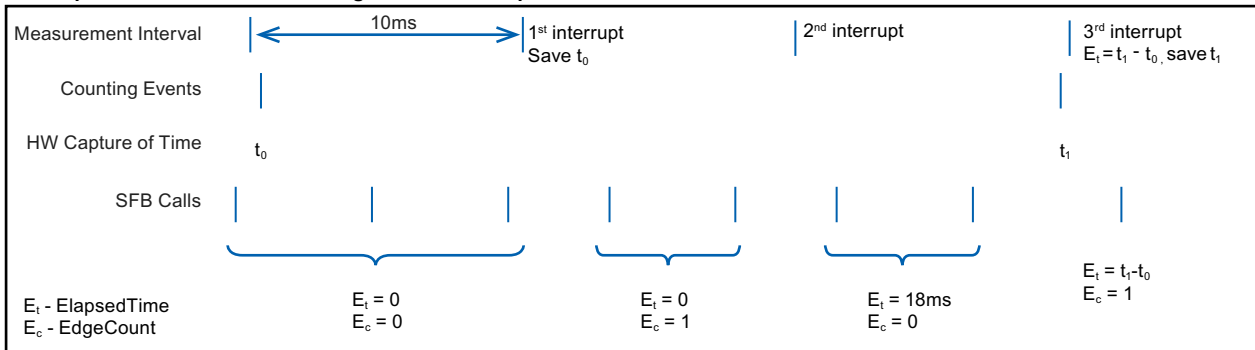 Measurement Interval
10ms
1st interrupt
Save t0
2nd interrupt
3rd interrupt
Et = t1 - t0 , save t1
Counting Events
HW Capture of Time
t0
t1
SFB Calls
Et - ElapsedTime
Ec - EdgeCount
Et = 0
Ec = 0
Et = 0
Ec = 1
Et = 18ms
Ec = 0
Et = t1-t0
Ec = 1